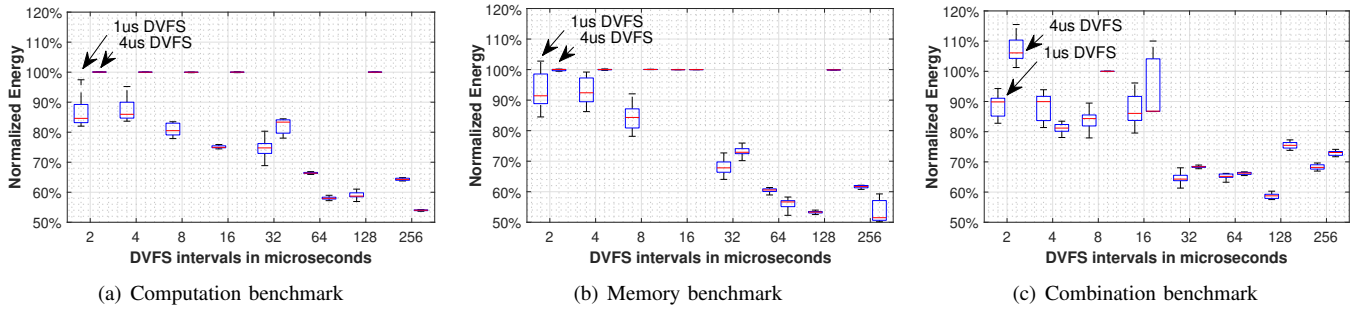 120%
110%
100%
90%
80%
70%
60%
50%
Normalized Energy
1us DVFS
4us DVFS
2 4 8 16 32 64 128 256
DVFS intervals in microseconds
(a) Computation benchmark
120%
110%
100%
90%
80%
70%
60%
50%
Normalized Energy
1us DVFS
4us DVFS
2 4 8 16 32 64 128 256
DVFS intervals in microseconds
(b) Memory benchmark
120%
110%
100%
90%
80%
70%
60%
50%
Normalized Energy
4us DVFS
1us DVFS
2 4 8 16 32 64 128 256
DVFS intervals in microseconds
(c) Combination benchmark